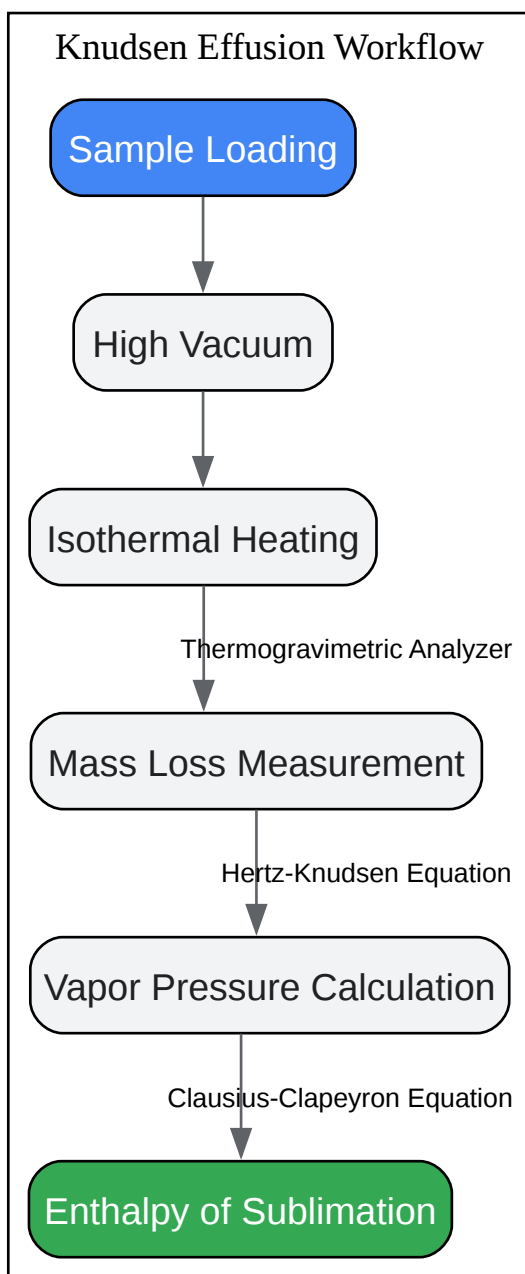 Knudsen Effusion Workflow
Sample Loading
High Vacuum
Isothermal Heating
Thermogravimetric Analyzer
Mass Loss Measurement
Hertz-Knudsen Equation
Vapor Pressure Calculation
Clausius-Clapeyron Equation
Enthalpy of Sublimation